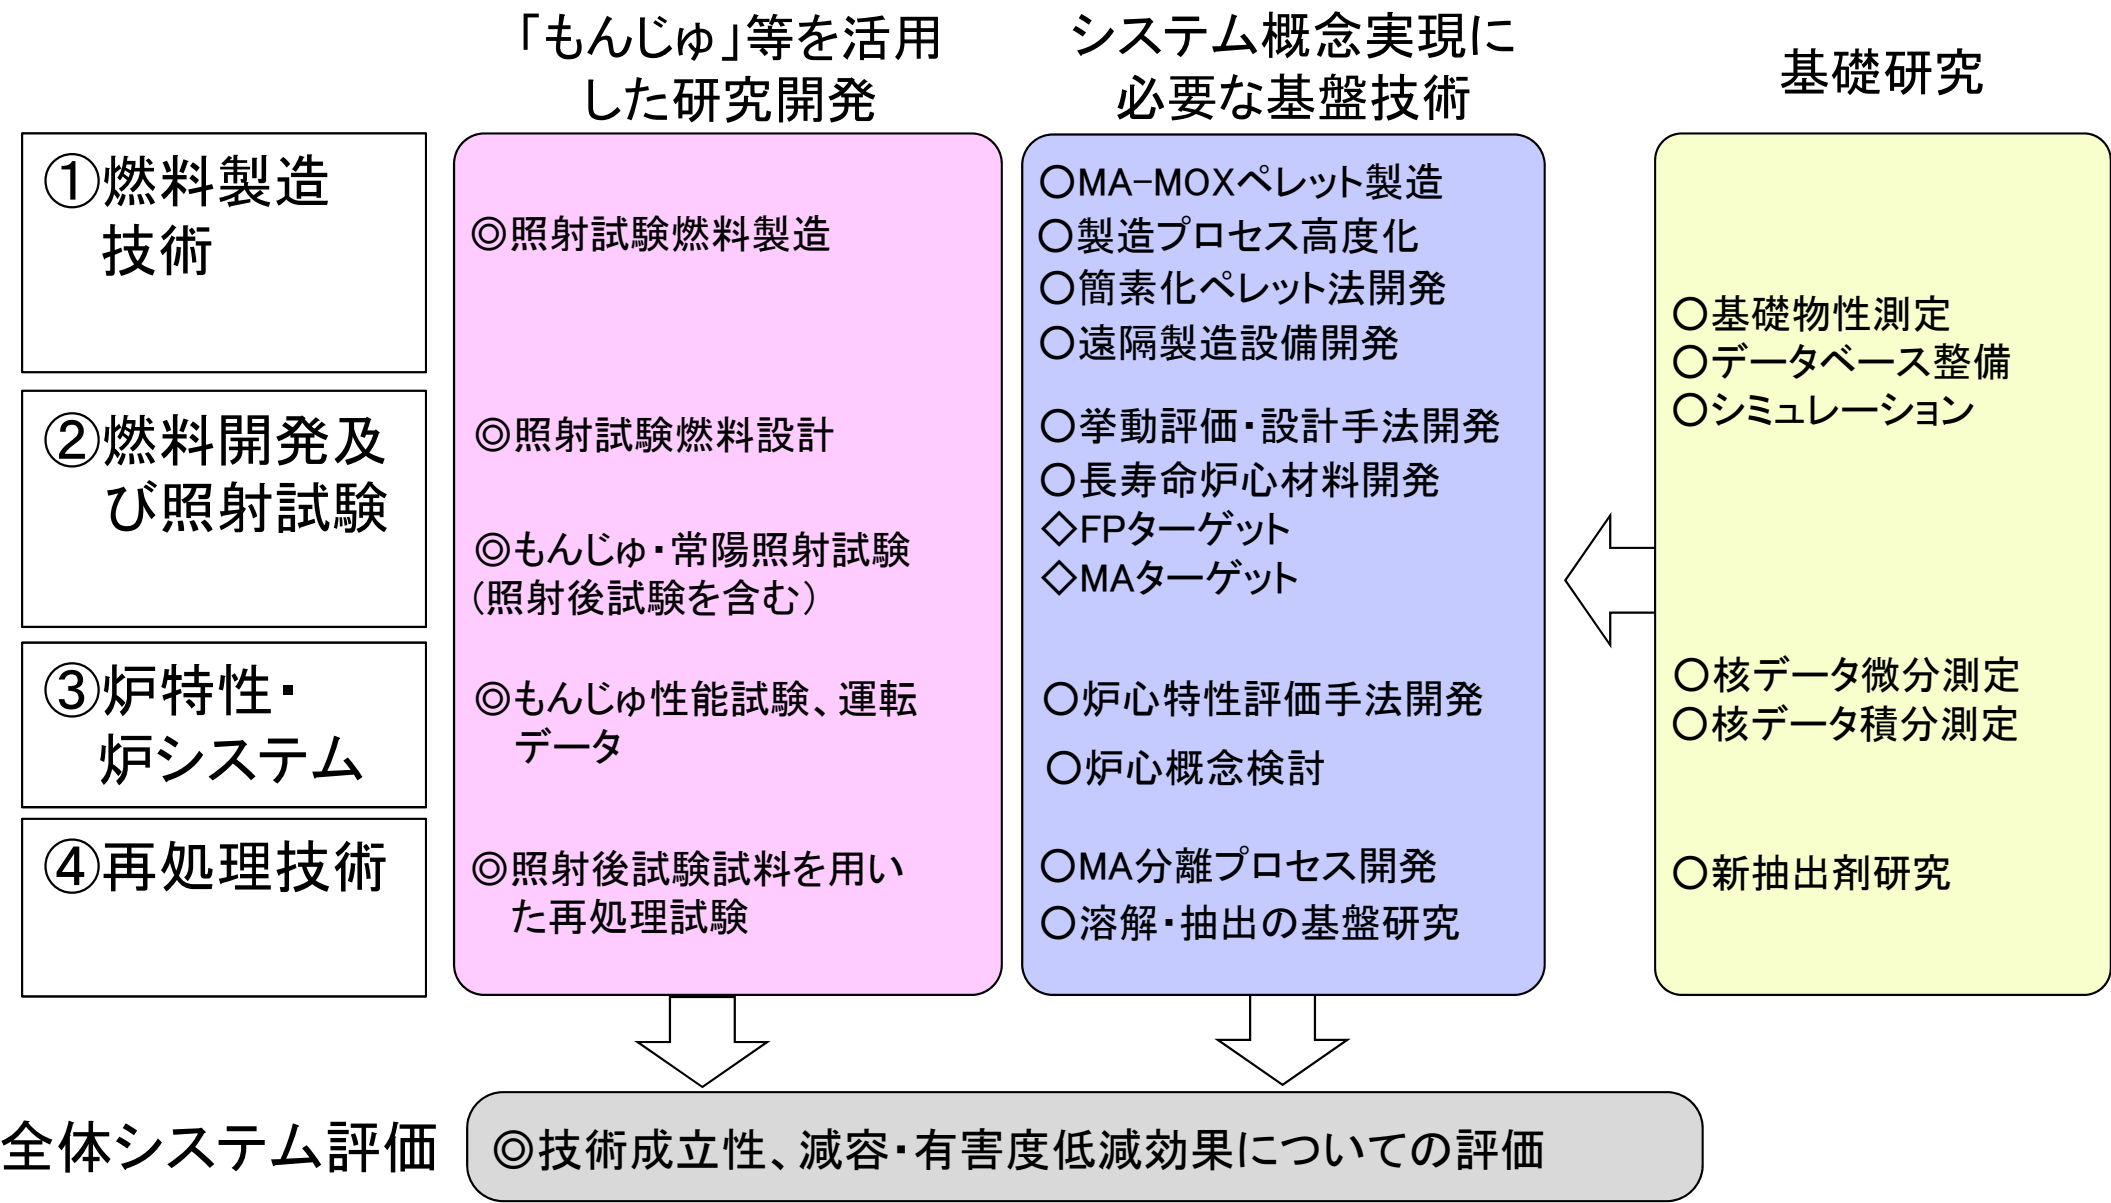 「もんじゅ」等を活用
した研究開発
システム概念実現に
必要な基盤技術
基礎研究
①燃料製造
技術
◎照射試験燃料製造
○MA-MOXペレット製造
○製造プロセス高度化
○簡素化ペレット法開発
○遠隔製造設備開発
○基礎物性測定
○データベース整備
○シミュレーション
②燃料開発及
び照射試験
◎照射試験燃料設計
◎もんじゅ・常陽照射試験
(照射後試験を含む)
○挙動評価・設計手法開発
○長寿命炉心材料開発
◇FPターゲット
◇MAターゲット
③炉特性・
炉システム
◎もんじゅ性能試験、運転
データ
○炉心特性評価手法開発
○炉心概念検討
○核データ微分測定
○核データ積分測定
④再処理技術
◎照射後試験試料を用い
た再処理試験
○MA分離プロセス開発
○溶解・抽出の基盤研究
○新抽出剤研究
全体システム評価
◎技術成立性、減容・有害度低減効果についての評価